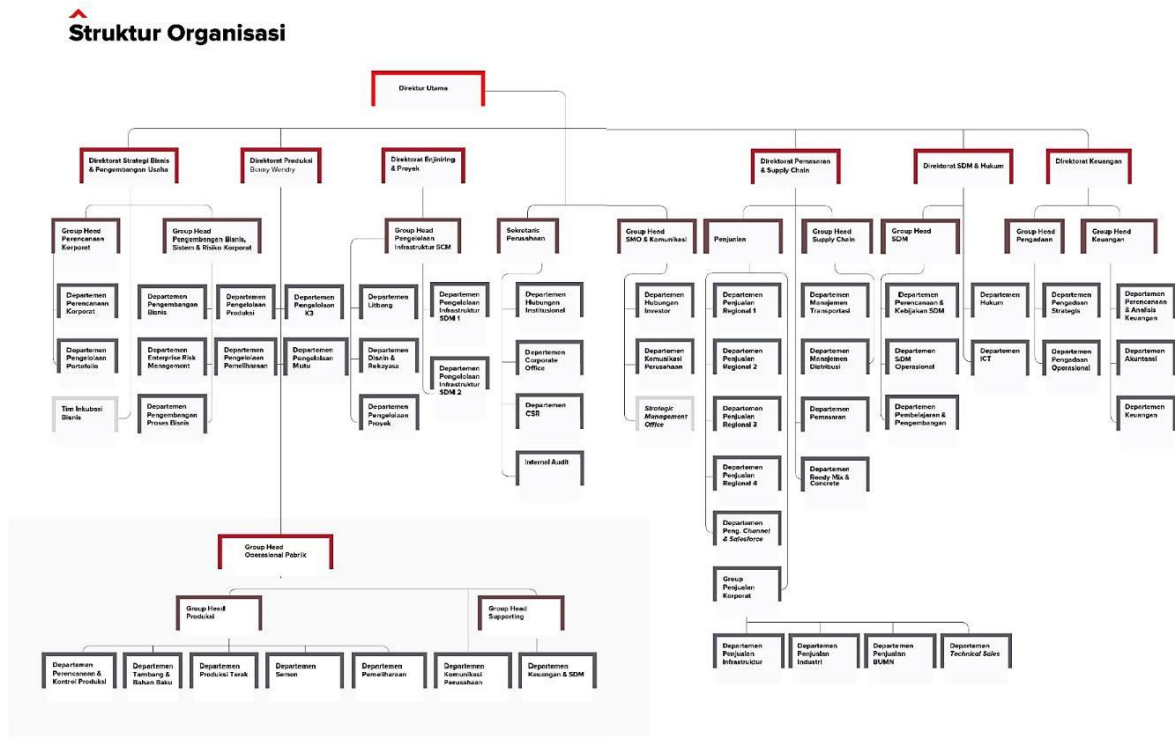 Struktur Organisasi
Direktur Utama
Direktorat Strategi Bisnis
& Pengembangan Usaha
Direktorat Produksi
Benny Wendry
Direktorat Enjiniring
& Proyek
Direktorat Pemasaran
& Supply Chain
Direktorat SDM & Hukum
Direktorat Keuangan
Group Head
Perencanaan
Korporat
Group Head
Pengembangan Bisnis,
Sistem & Risiko Korporat
Group Head
Pengelolaan
Infrastruktur SCM
Sekretaris
Perusahaan
Group Head
SMO & Komunikasi
Penjualan
Group Head
Supply Chain
Group Head
SDM
Group Head
Pengadaan
Group Head
Keuangan
Departemen
Perencanaan
Korporat
Departemen
Pengembangan
Bisnis
Departemen
Pengelolaan
Produksi
Departemen
Pengelolaan
K3
Departemen
Litbang
Departemen
Pengelolaan
Infrastruktur
SDM 1
Departemen
Hubungan
Institusional
Departemen
Hubungan
Investor
Departemen
Penjualan
Regional 1
Departemen
Manajemen
Transportasi
Departemen
Perencanaan &
Kebijakan SDM
Departemen
Hukum
Departemen
Pengadaan
Strategis
Departemen
Perencanaan
& Analisis
Keuangan
Departemen
Pengelolaan
Portofolio
Departemen
Enterprise Risk
Management
Departemen
Pengelolaan
Pemeliharaan
Departemen
Pengelolaan
Mutu
Departemen
Disain &
Rekayasa
Departemen
Pengelolaan
Infrastruktur
SDM 2
Departemen
Corporate
Office
Departemen
Komunikasi
Perusahaan
Departemen
Penjualan
Regional 2
Departemen
Manajemen
Distribusi
Departemen
SDM
Operasional
Departemen
ICT
Departemen
Pengadaan
Operasional
Departemen
Akuntansi
Tim Inkubasi
Bisnis
Departemen
Pengembangan
Proses Bisnis
Departemen
Pengelolaan
Proyek
Departemen
CSR
Strategic
Management
Office
Departemen
Penjualan
Regional 3
Departemen
Pemasaran
Departemen
Pembelajaran &
Pengembangan
Departemen
Keuangan
Internal Audit
Departemen
Penjualan
Regional 4
Departemen
Ready Mix &
Concrete
Departemen
Peng. Channel
& Salesforce
Group
Penjualan
Korporat
Departemen
Penjualan
Infrastruktur
Departemen
Penjualan
Industri
Departemen
Penjualan
BUMN
Departemen
Technical Sales
Group Head
Operasional Pabrik
Group Head
Produksi
Group Head
Supporting
Departemen
Perencanaan &
Kontrol Produksi
Departemen
Tambang &
Bahan Baku
Departemen
Produksi Terak
Departemen
Semen
Departemen
Pemeliharaan
Departemen
Komunikasi
Perusahaan
Departemen
Keuangan & SDM